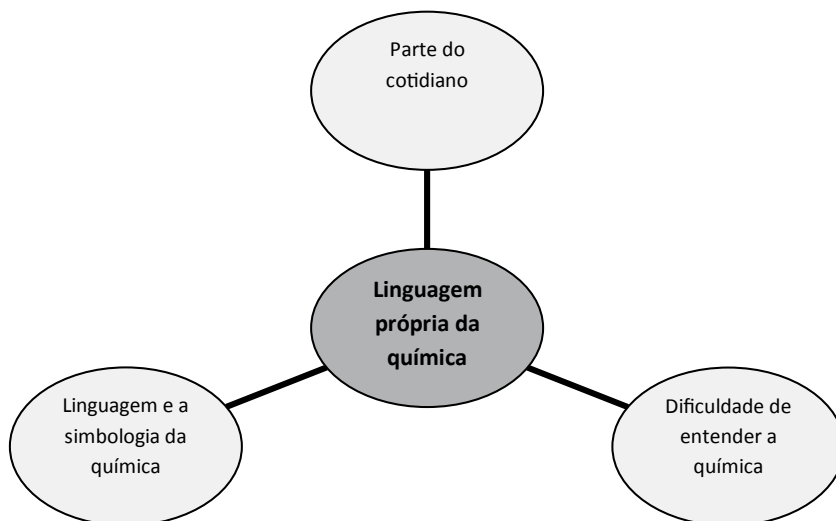 Parte do
cotidiano
Linguagem
própria da
química
Linguagem e a
simbologia da
química
Dificuldade de
entender a
química